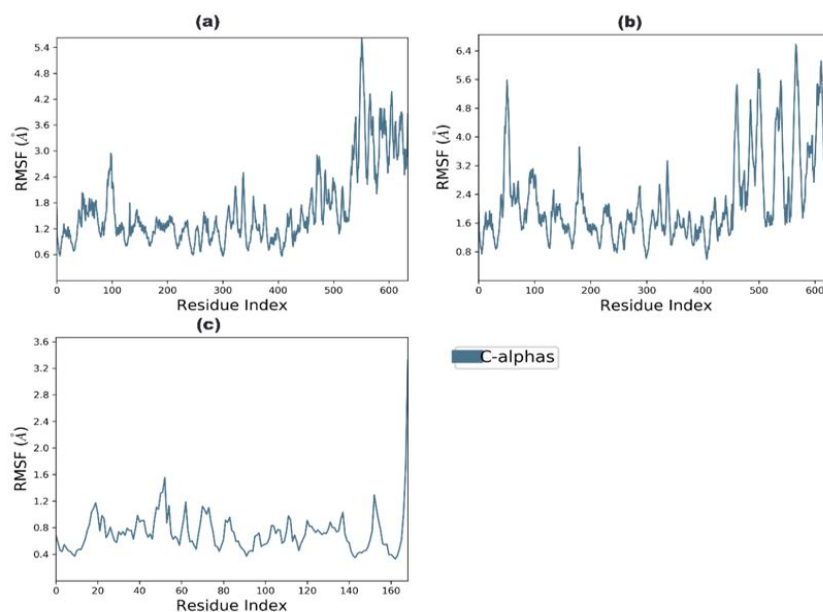 (a)
RMSF (Å)
5.4
4.8
4.2
3.6
3.0
2.4
1.8
1.2
0.6
0 100 200 300 400 500 600
Residue Index
(b)
RMSF (Å)
6.4
5.6
4.8
4.0
3.2
2.4
1.6
0.8
0 100 200 300 400 500 600
Residue Index
(c)
RMSF (Å)
3.6
3.2
2.8
2.4
2.0
1.6
1.2
0.8
0.4
0 20 40 60 80 100 120 140 160
Residue Index
C-alphas